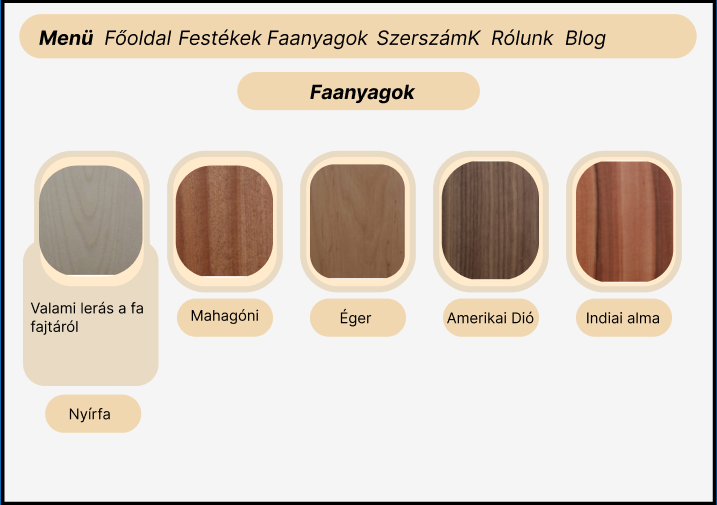 Menü Főoldal Festékek Faanyagok SzerszámK Rólunk Blog
Faanyagok
Valami lerás a fa
fajtáról
Nyírfa
Mahagóni
Éger
Amerikai Dió
Indiai alma